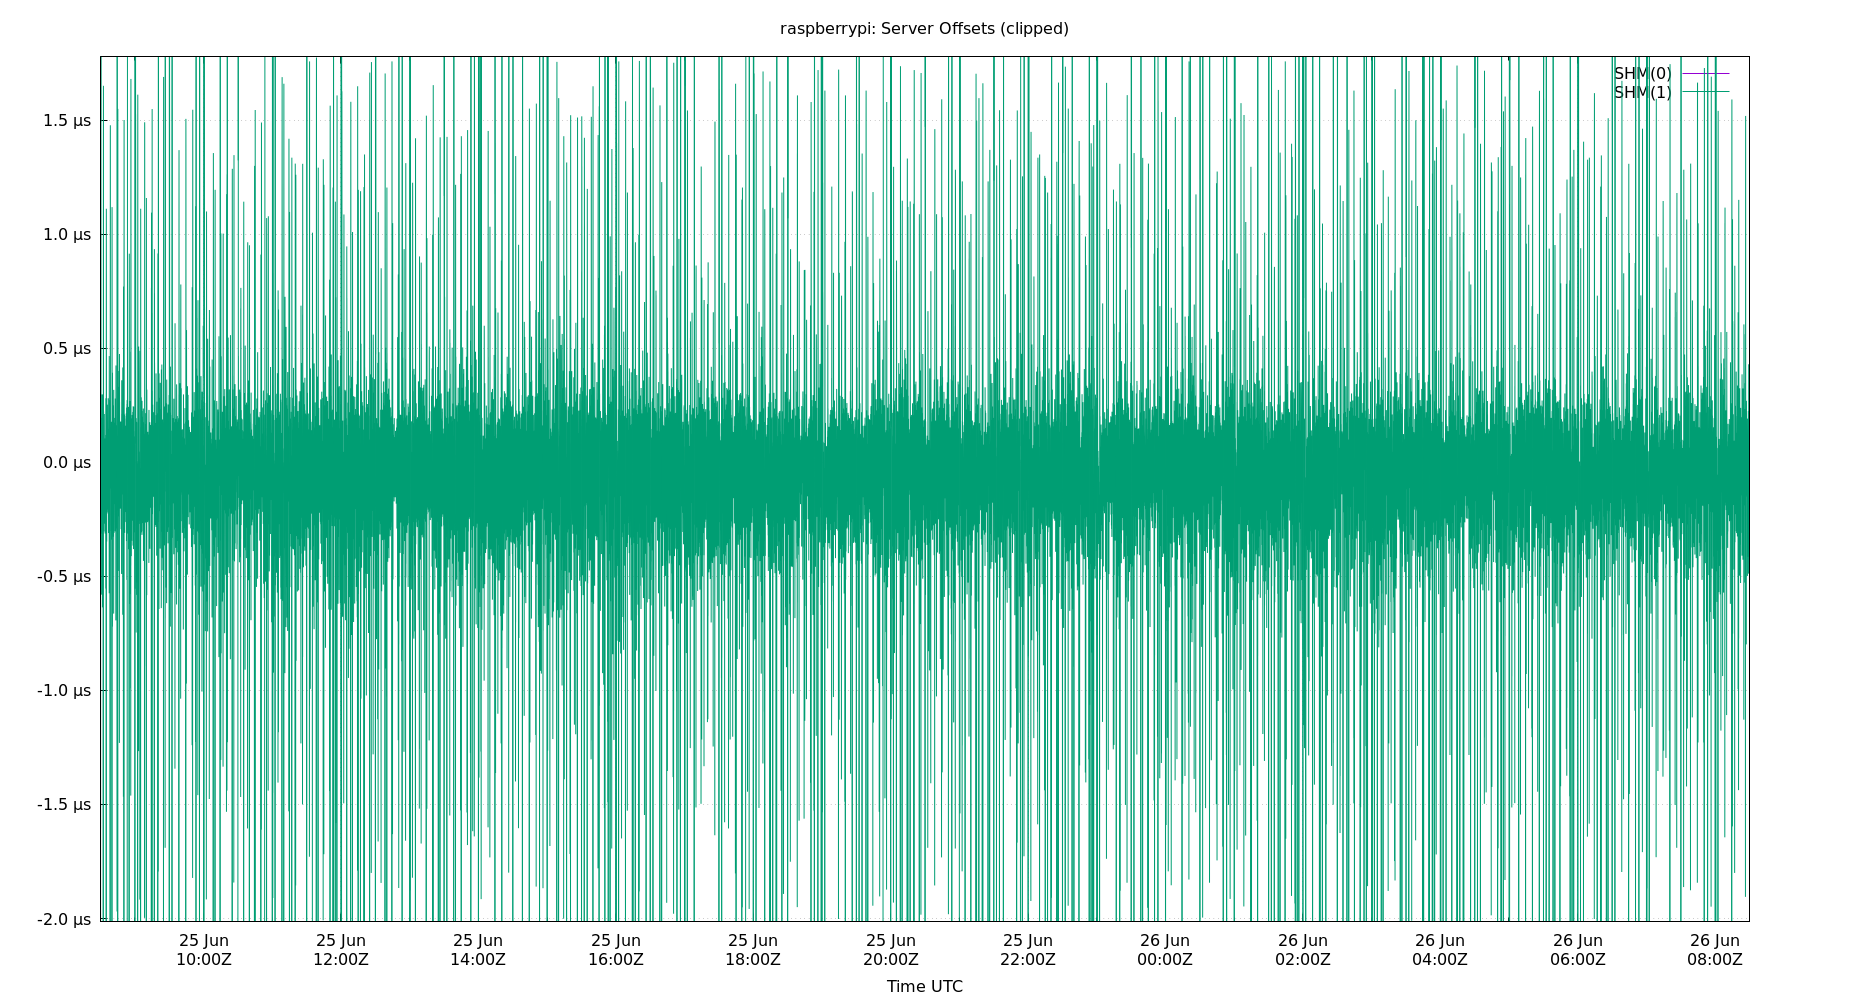 raspberrypi: Server Offsets (clipped)
SHM(0)
SHM(1)
1.5 µs
1.0 µs
0.5 µs
0.0 µs
-0.5 µs
-1.0 µs
-1.5 µs
-2.0 µs
25 Jun 25 Jun 25 Jun 25 Jun 25 Jun 25 Jun 25 Jun 26 Jun 26 Jun 26 Jun 26 Jun 26 Jun
10:00Z 12:00Z 14:00Z 16:00Z 18:00Z 20:00Z 22:00Z 00:00Z 02:00Z 04:00Z 06:00Z 08:00Z
Time UTC